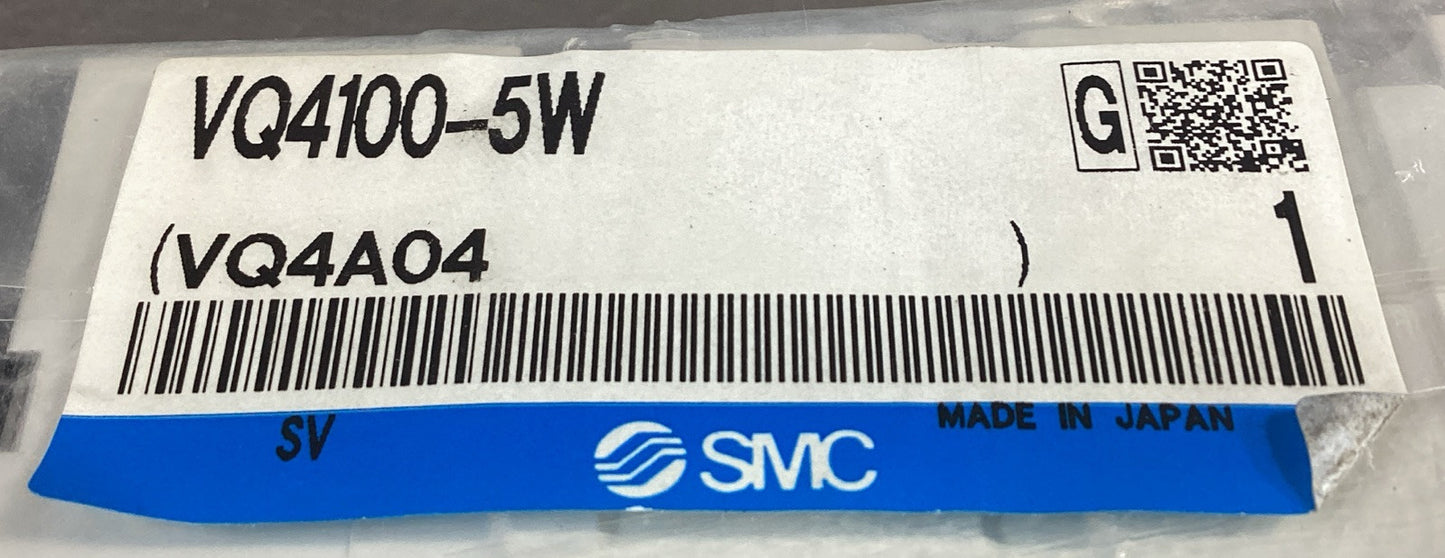 VQ4100-5W
G
(VQ4A04 )
1
SV
SMC
MADE IN JAPAN